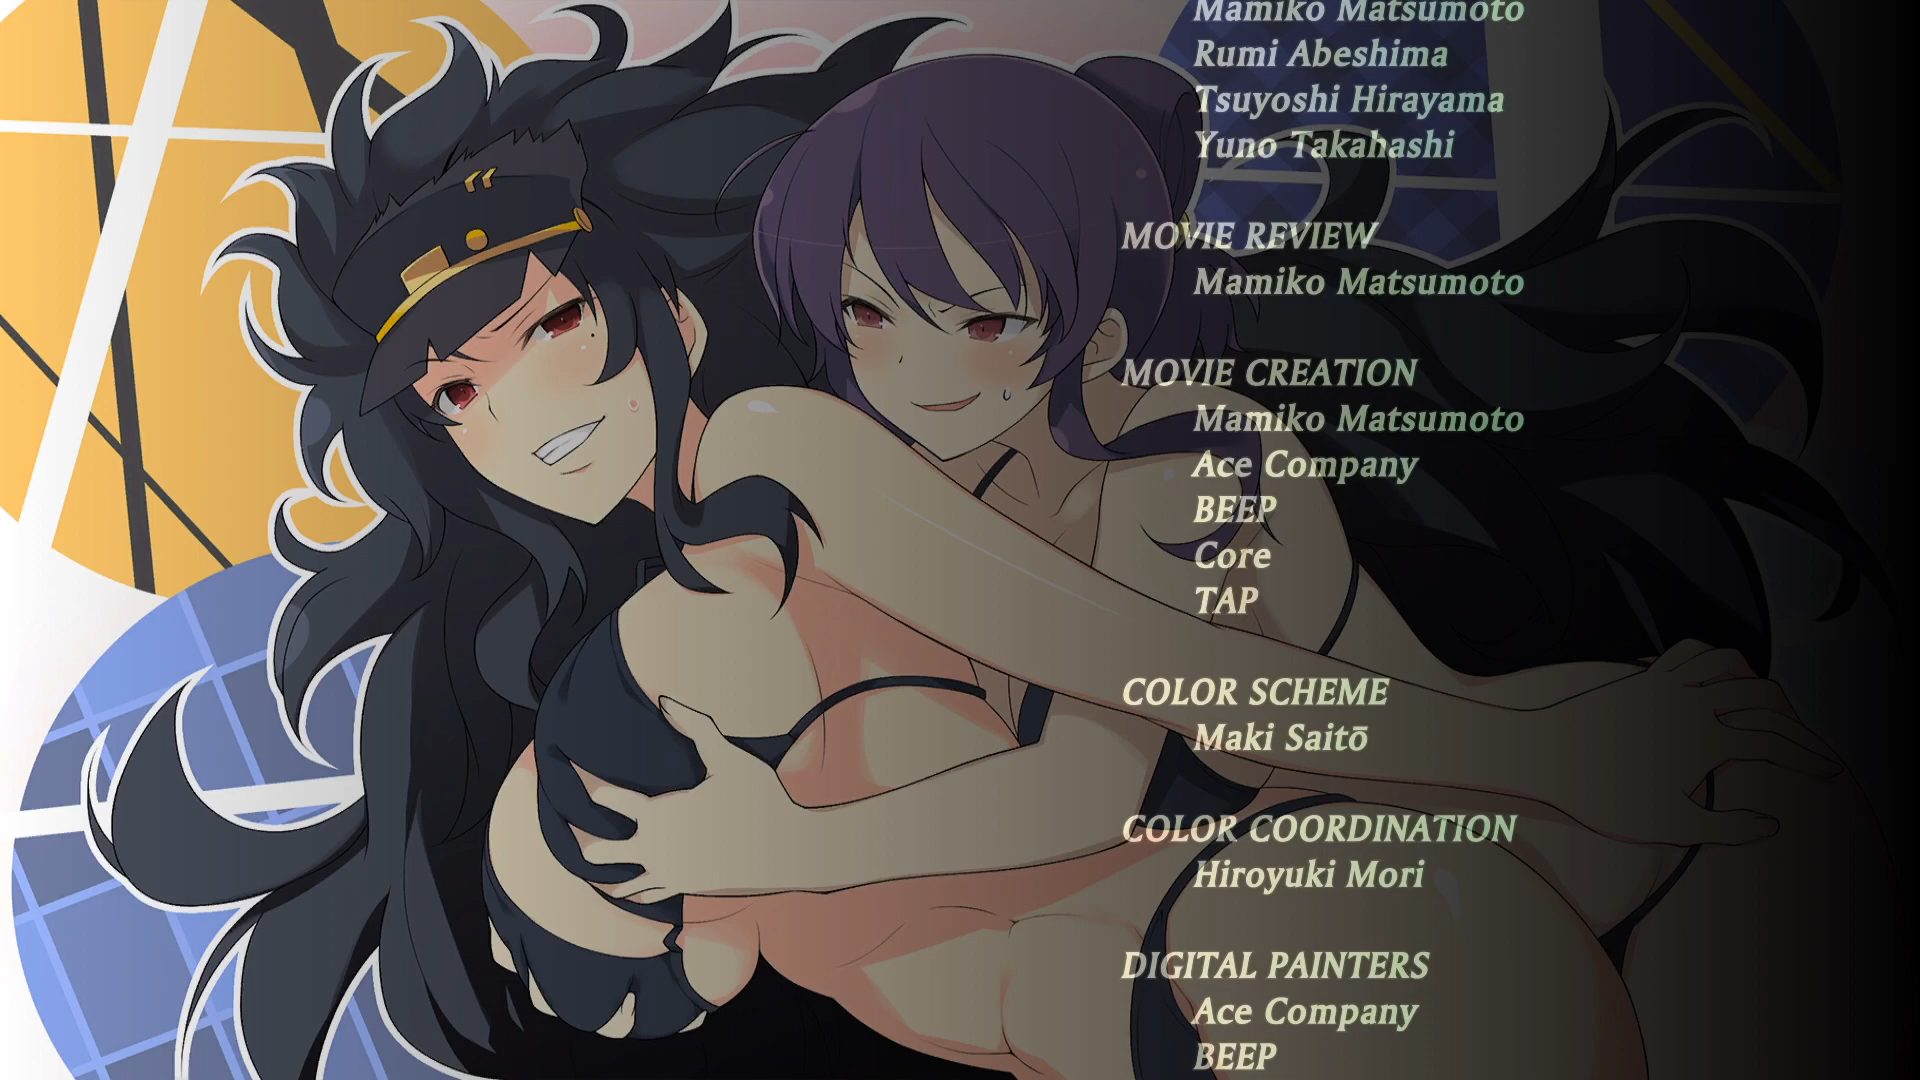 Mamiko Matsumoto
Rumi Abeshima
Tsuyoshi Hirayama
Yuno Takahashi
MOVIE REVIEW
Mamiko Matsumoto
MOVIE CREATION
Mamiko Matsumoto
Ace Company
BEEP
Core
TAP
COLOR SCHEME
Maki Saitō
COLOR COORDINATION
Hiroyuki Mori
DIGITAL PAINTERS
Ace Company
BEEP